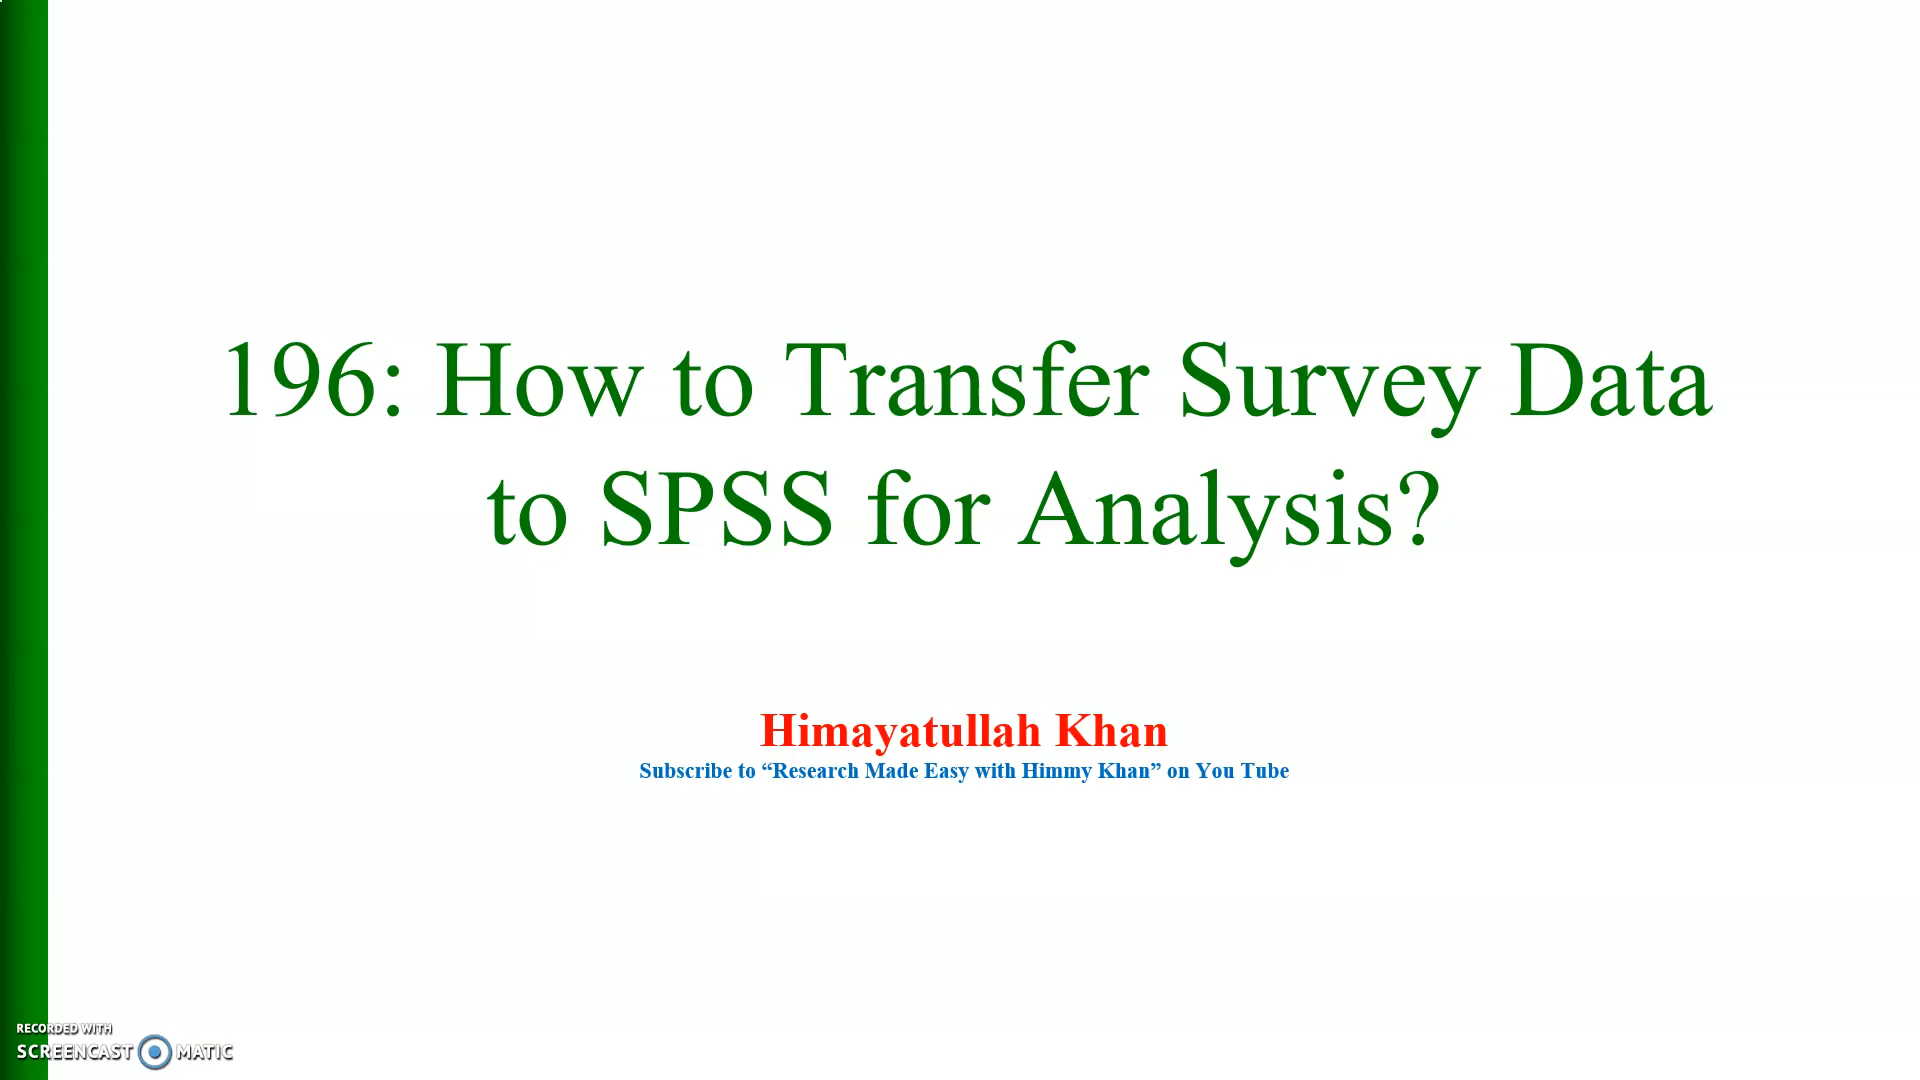 196: How to Transfer Survey Data
to SPSS for Analysis?
Himayatullah Khan
Subscribe to “Research Made Easy with Himmy Khan” on You Tube
RECORDED WITH
SCREENCAST MATIC